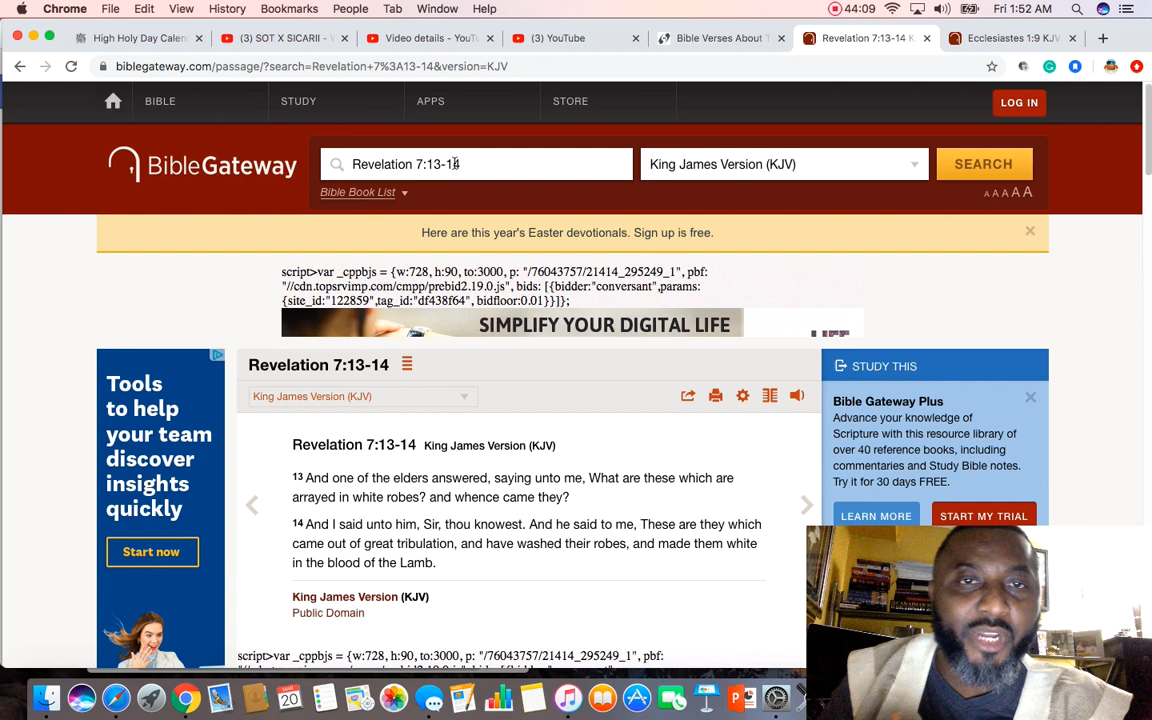 Chrome File Edit View History Bookmarks People Tab Window Help 44:09 Fri 1:52 AM
High Holy Day Calen (3) SOT X SICARII - Video details - YouTu (3) YouTube Bible Verses About T Revelation 7:13-14 K Ecclesiastes 1:9 KJV
biblegateway.com/passage/?search=Revelation+7%3A13-14&version=KJV
BIBLE STUDY APPS STORE LOG IN
BibleGateway Revelation 7:13-14 King James Version (KJV) SEARCH
Bible Book List A A A A A
Here are this year's Easter devotionals. Sign up is free.
script>var _cppbjs = {w:728, h:90, to:3000, p: "/76043757/21414_295249_1", pbf:
"//cdn.topsrvimp.com/cmpp/prebid2.19.0.js", bids: [{bidder:"conversant",params:
{site_id:"122859",tag_id:"df438f64", bidfloor:0.01}}]};
SIMPLIFY YOUR DIGITAL LIFE
Tools
to help
your team
discover
insights
quickly
Start now
Revelation 7:13-14
King James Version (KJV)
Revelation 7:13-14 King James Version (KJV)
13 And one of the elders answered, saying unto me, What are these which are
arrayed in white robes? and whence came they?
14 And I said unto him, Sir, thou knowest. And he said to me, These are they which
came out of great tribulation, and have washed their robes, and made them white
in the blood of the Lamb.
King James Version (KJV)
Public Domain
script>var _cppbjs = {w:728, h:90, to:3000, p: "/76043757/21414_295249_1", pbf:
STUDY THIS
Bible Gateway Plus
Advance your knowledge of
Scripture with this resource library of
over 40 reference books, including
commentaries and Study Bible notes.
Try it for 30 days FREE.
LEARN MORE START MY TRIAL
MAR
20